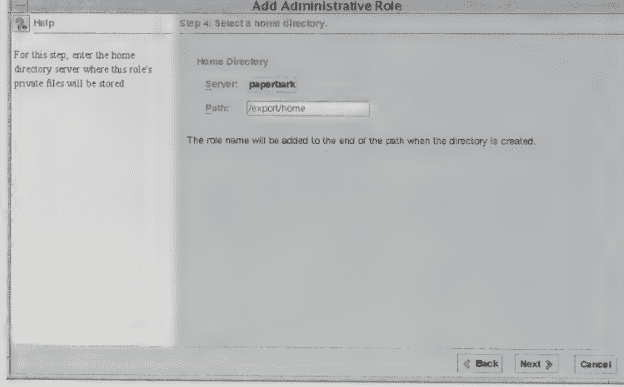 Add Administrative Role
Help
Step 4: Select a home directory.
For this step, enter the home
directory server where this role's
private files will be stored.
Home Directory
Server: paperbark
Path: /export/home
The role name will be added to the end of the path when the directory is created.
Back Next Cancel